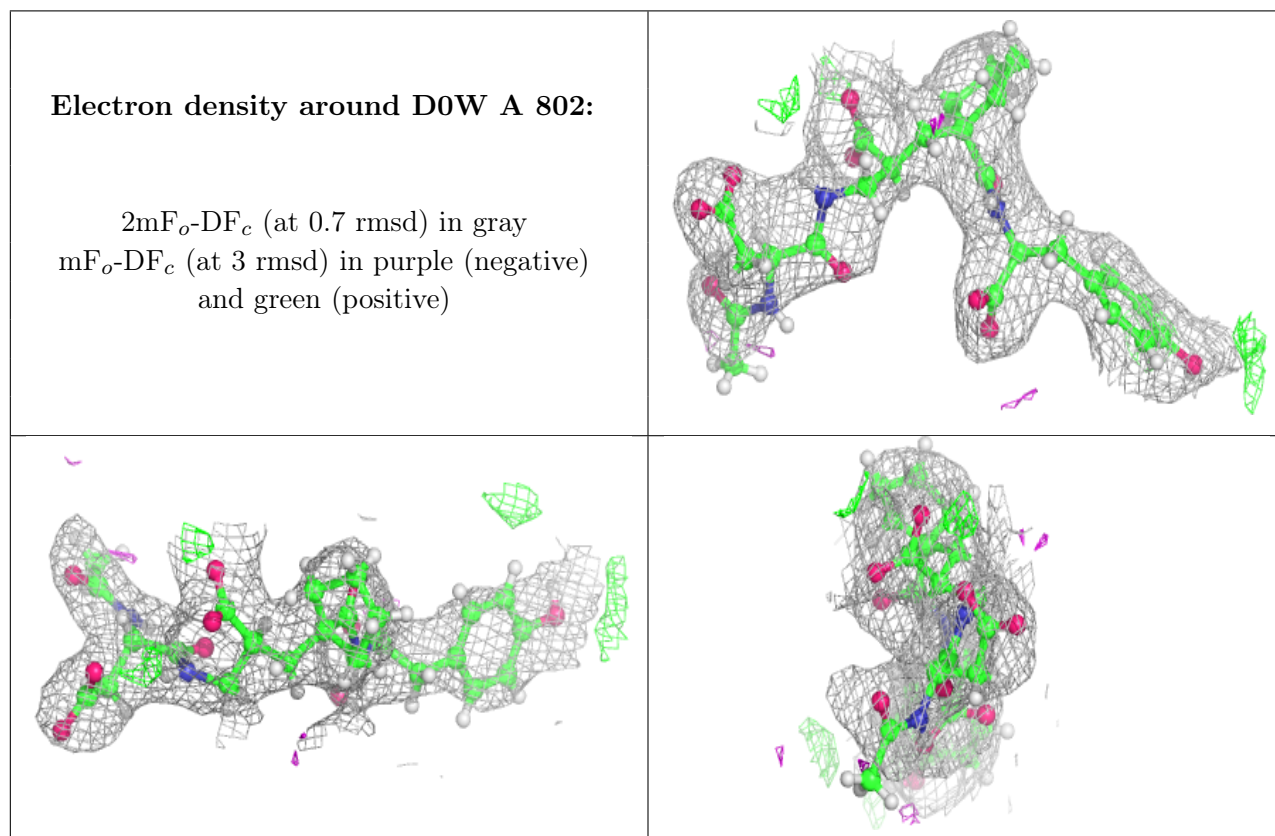 Electron density around D0W A 802:
2mFo-DFc (at 0.7 rmsd) in gray
mFo-DFc (at 3 rmsd) in purple (negative)
and green (positive)